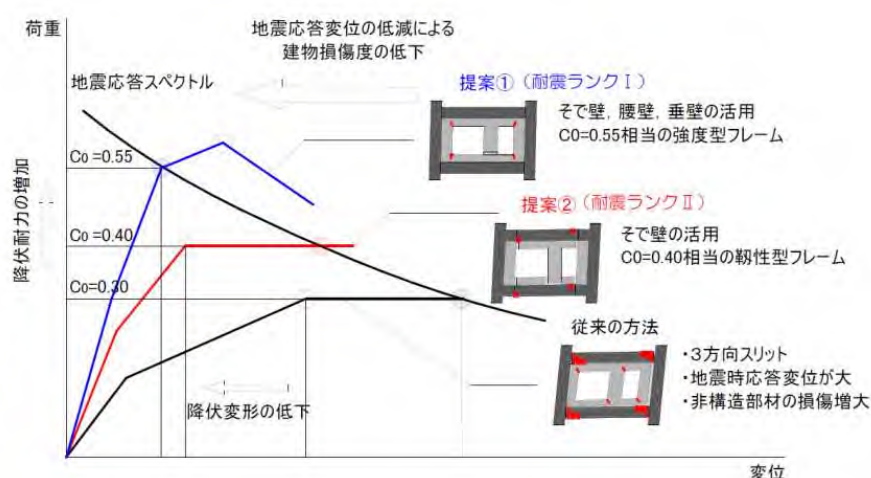 荷重
地震応答変位の低減による
建物損傷度の低下
地震応答スペクトル
提案①（耐震ランクⅠ）
そで壁，腰壁，垂壁の活用
C0=0.55相当の強度型フレーム
Co =0.55
降伏耐力の増加
提案②（耐震ランクⅡ）
そで壁の活用
C0=0.40相当の靭性型フレーム
Co =0.40
Co=0.30
従来の方法
・3方向スリット
・地震時応答変位が大
・非構造部材の損傷増大
降伏変形の低下
変位